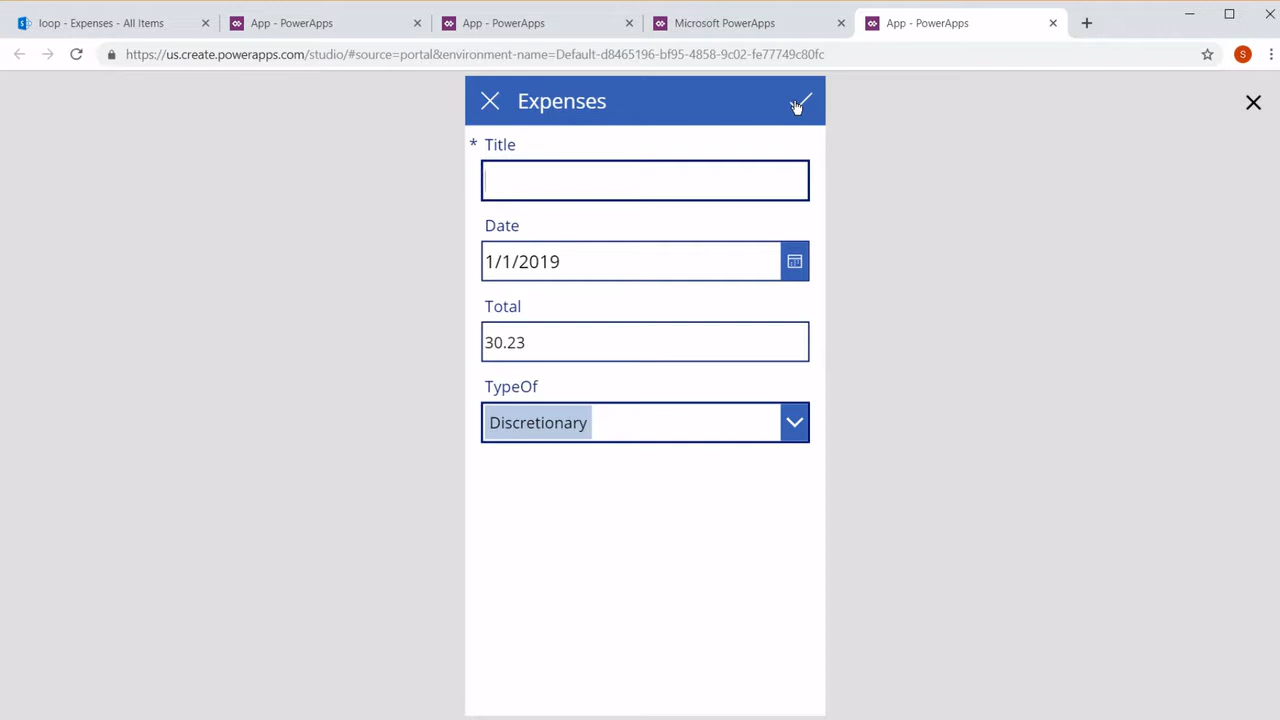 loop - Expenses - All Items
App - PowerApps
App - PowerApps
Microsoft PowerApps
App - PowerApps
https://us.create.powerapps.com/studio/#source=portal&environment-name=Default-d8465196-bf95-4858-9c02-fe77749c80fc
S
Expenses
* Title
Date
1/1/2019
Total
30.23
TypeOf
Discretionary